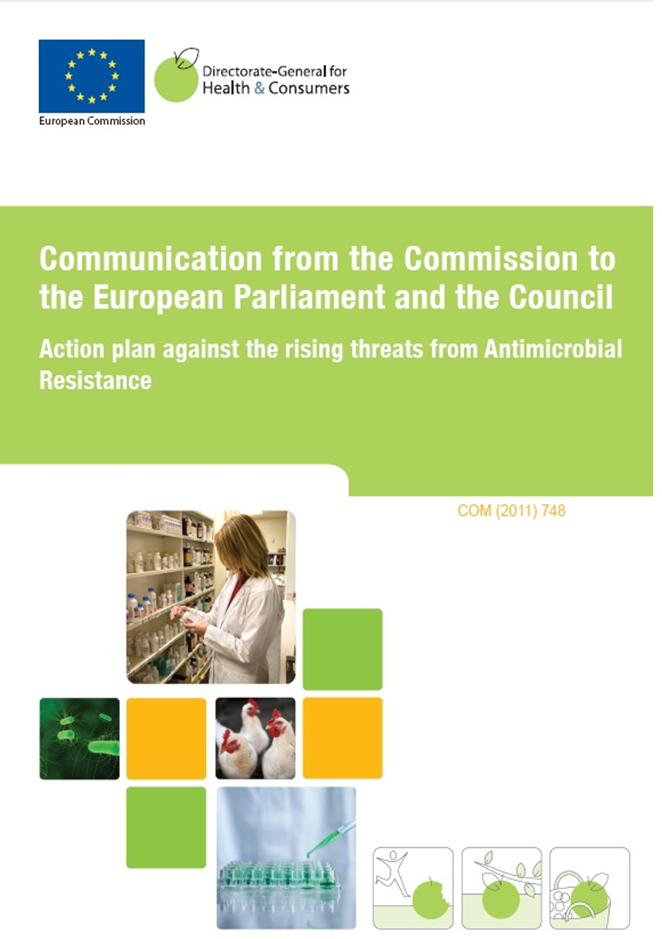 European Commission
Directorate-General for
Health & Consumers
Communication from the Commission to
the European Parliament and the Council
Action plan against the rising threats from Antimicrobial
Resistance
COM (2011) 748